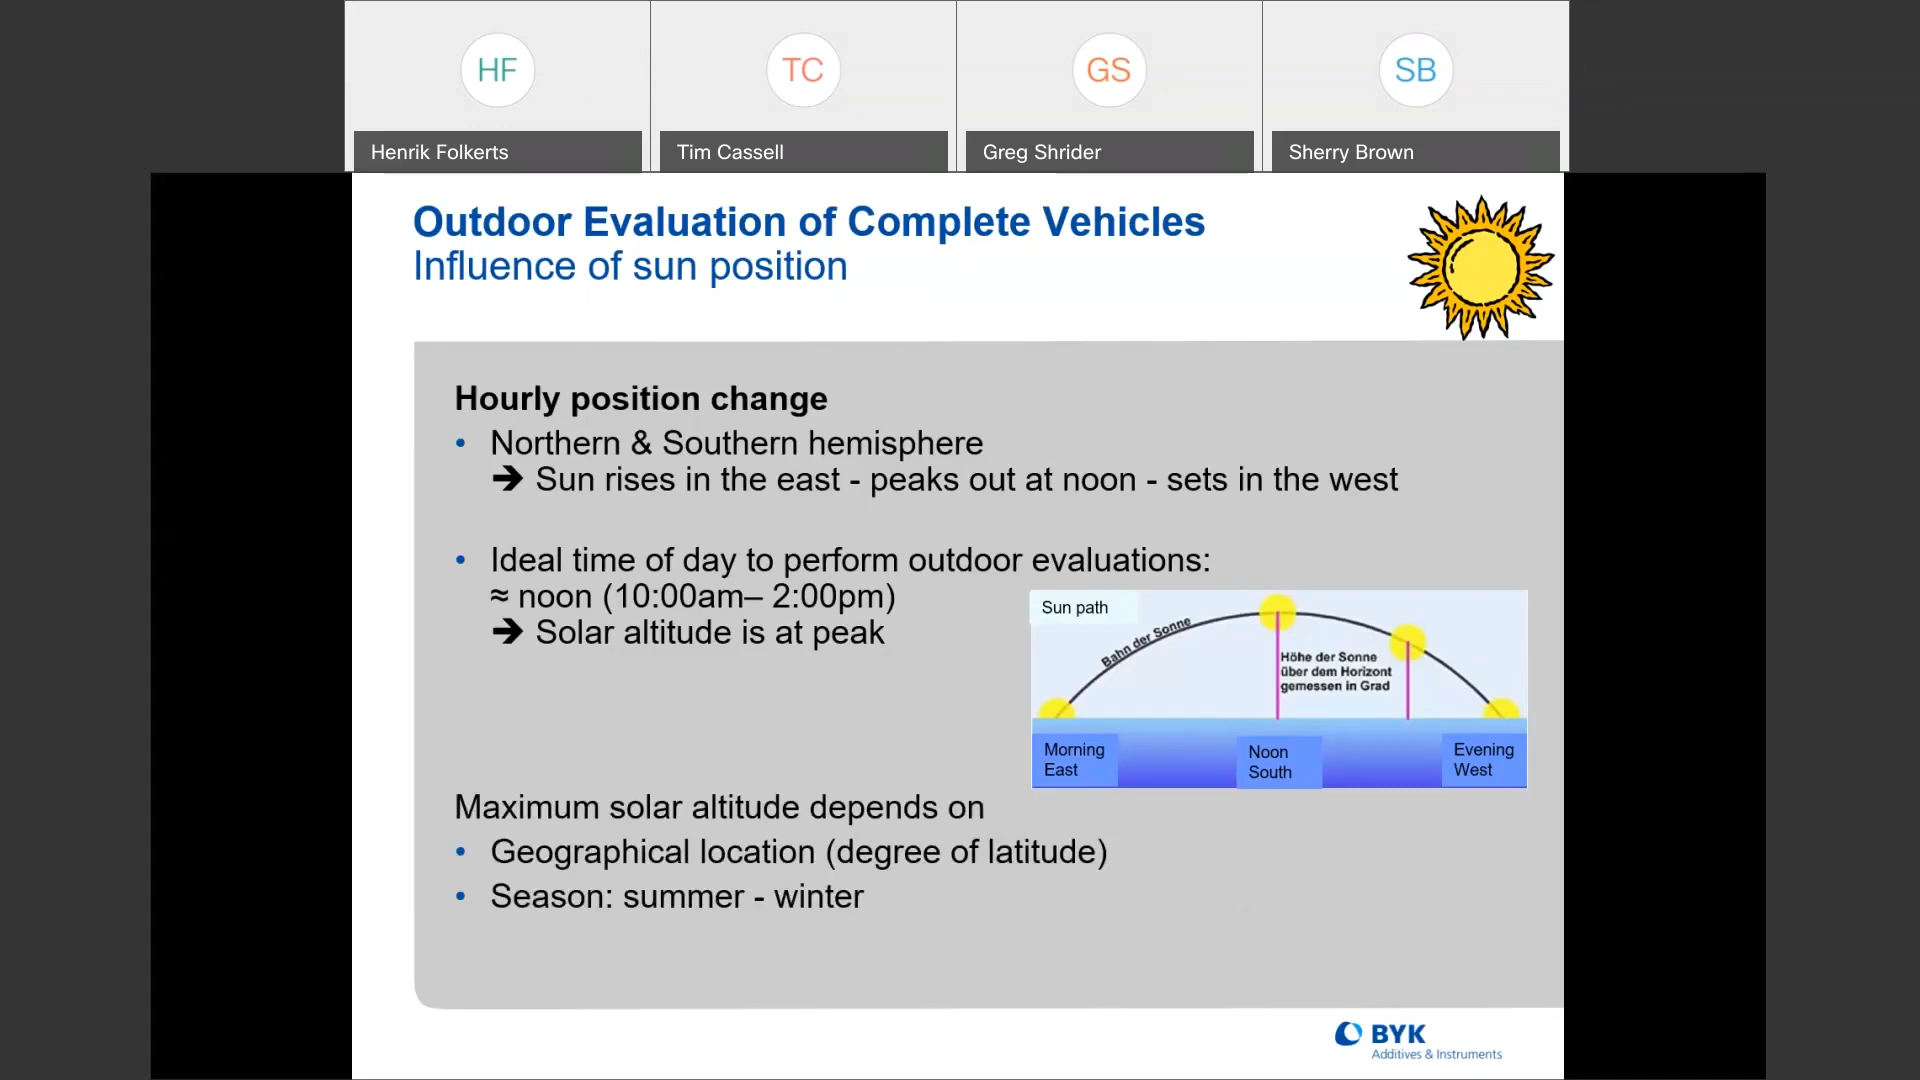 HF
TC
GS
SB
Henrik Folkerts
Tim Cassell
Greg Shrider
Sherry Brown
Outdoor Evaluation of Complete Vehicles
Influence of sun position
Hourly position change
• Northern & Southern hemisphere
➔ Sun rises in the east - peaks out at noon - sets in the west
• Ideal time of day to perform outdoor evaluations:
≈ noon (10:00am– 2:00pm)
➔ Solar altitude is at peak
Sun path
Bahn der Sonne
Höhe der Sonne
über dem Horizont
gemessen in Grad
Morning
East
Noon
South
Evening
West
Maximum solar altitude depends on
• Geographical location (degree of latitude)
• Season: summer - winter
BYK
Additives & Instruments